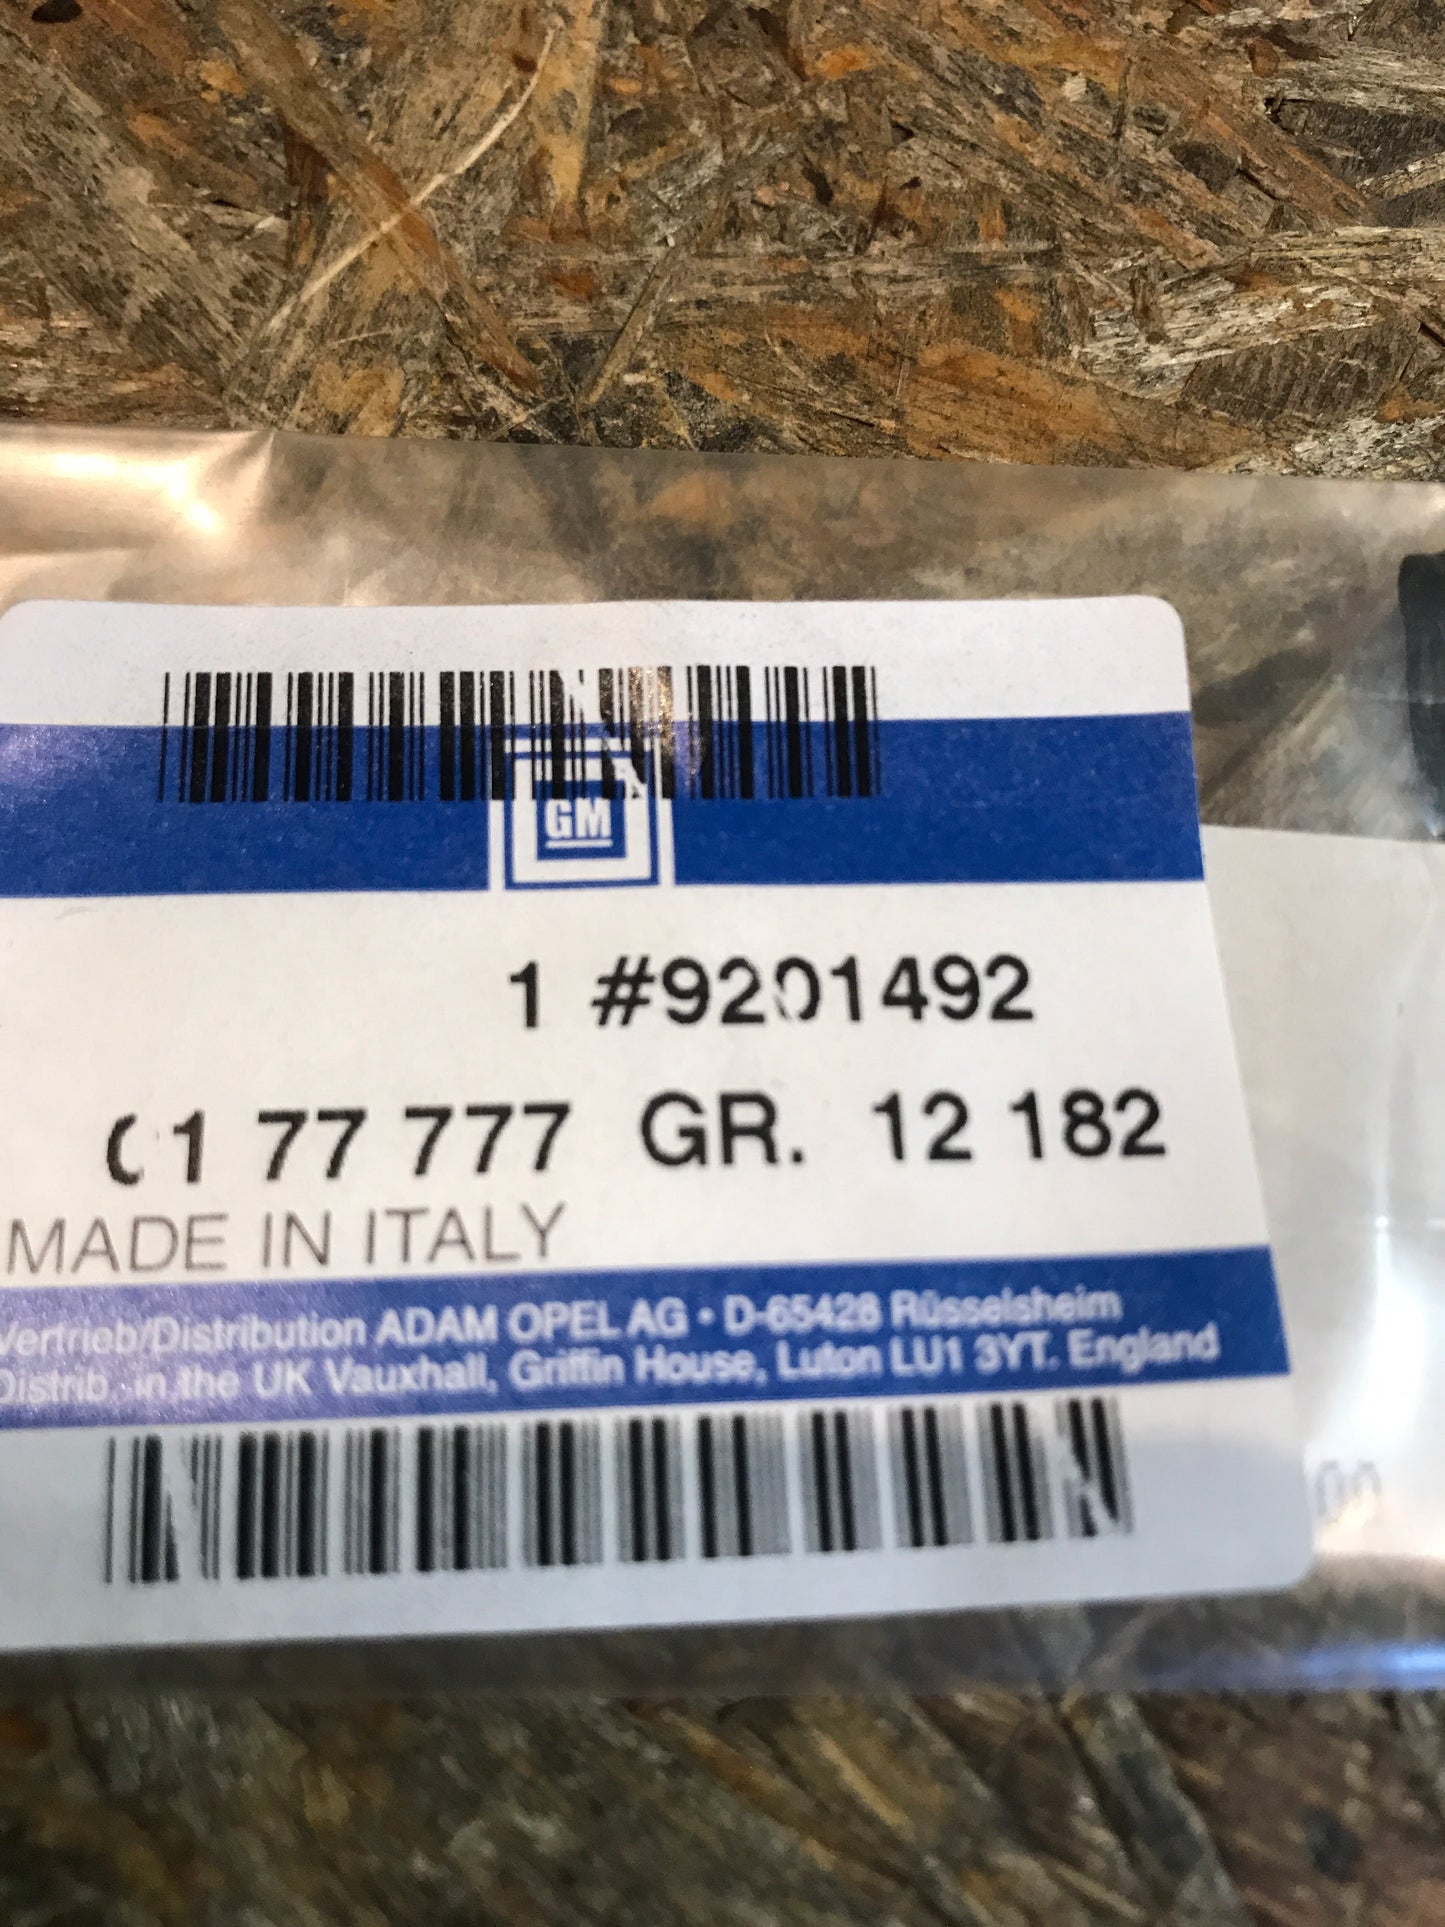 GM
1 #9201492
01 77 777 GR. 12 182
MADE IN ITALY
Vertrieb/Distribution ADAM OPEL AG • D-65428 Rüsselsheim
Distrib. in the UK Vauxhall, Griffin House, Luton LU1 3YT. England